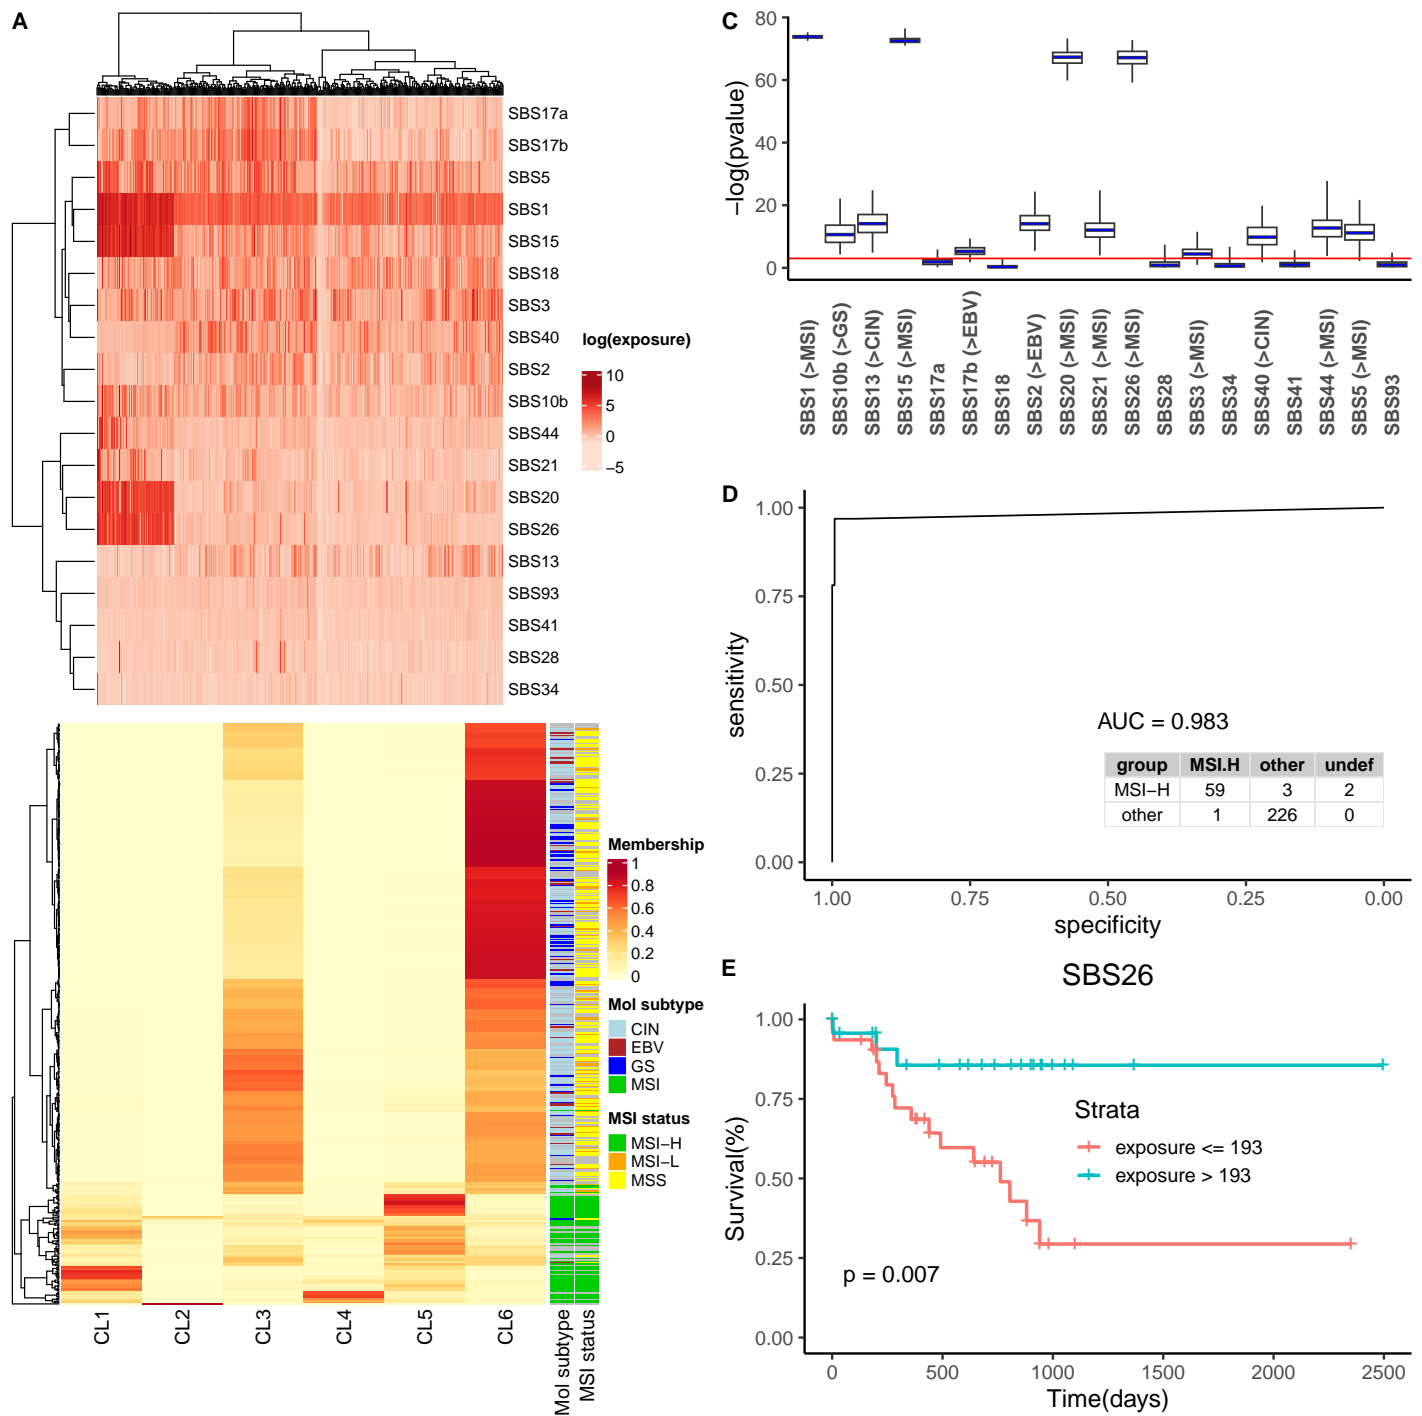 A
SBS17a
SBS17b
SBS5
SBS1
SBS15
SBS18
SBS3
SBS40
SBS2
SBS10b
SBS44
SBS21
SBS20
SBS26
SBS13
SBS93
SBS41
SBS28
SBS34
log(exposure)
10
5
0
−5
Membership
1
0.8
0.6
0.4
0.2
0
Mol subtype
CIN
EBV
GS
MSI
MSI status
MSI−H
MSI−L
MSS
CL1
CL2
CL3
CL4
CL5
CL6
Mol subtype
MSI status
C
−log(pvalue)
80
60
40
20
0
SBS1 (>MSI)
SBS10b (>GS)
SBS13 (>CIN)
SBS15 (>MSI)
SBS17a
SBS17b (>EBV)
SBS18
SBS2 (>EBV)
SBS20 (>MSI)
SBS21 (>MSI)
SBS26 (>MSI)
SBS28
SBS3 (>MSI)
SBS34
SBS40 (>CIN)
SBS41
SBS44 (>MSI)
SBS5 (>MSI)
SBS93
D
sensitivity
1.00
0.75
0.50
0.25
0.00
AUC = 0.983
group MSI.H other undef
MSI−H 59 3 2
other 1 226 0
1.00 0.75 0.50 0.25 0.00
specificity
E
SBS26
Survival(%)
1.00
0.75
0.50
0.25
0.00
Strata
exposure <= 193
exposure > 193
p = 0.007
0 500 1000 1500 2000 2500
Time(days)